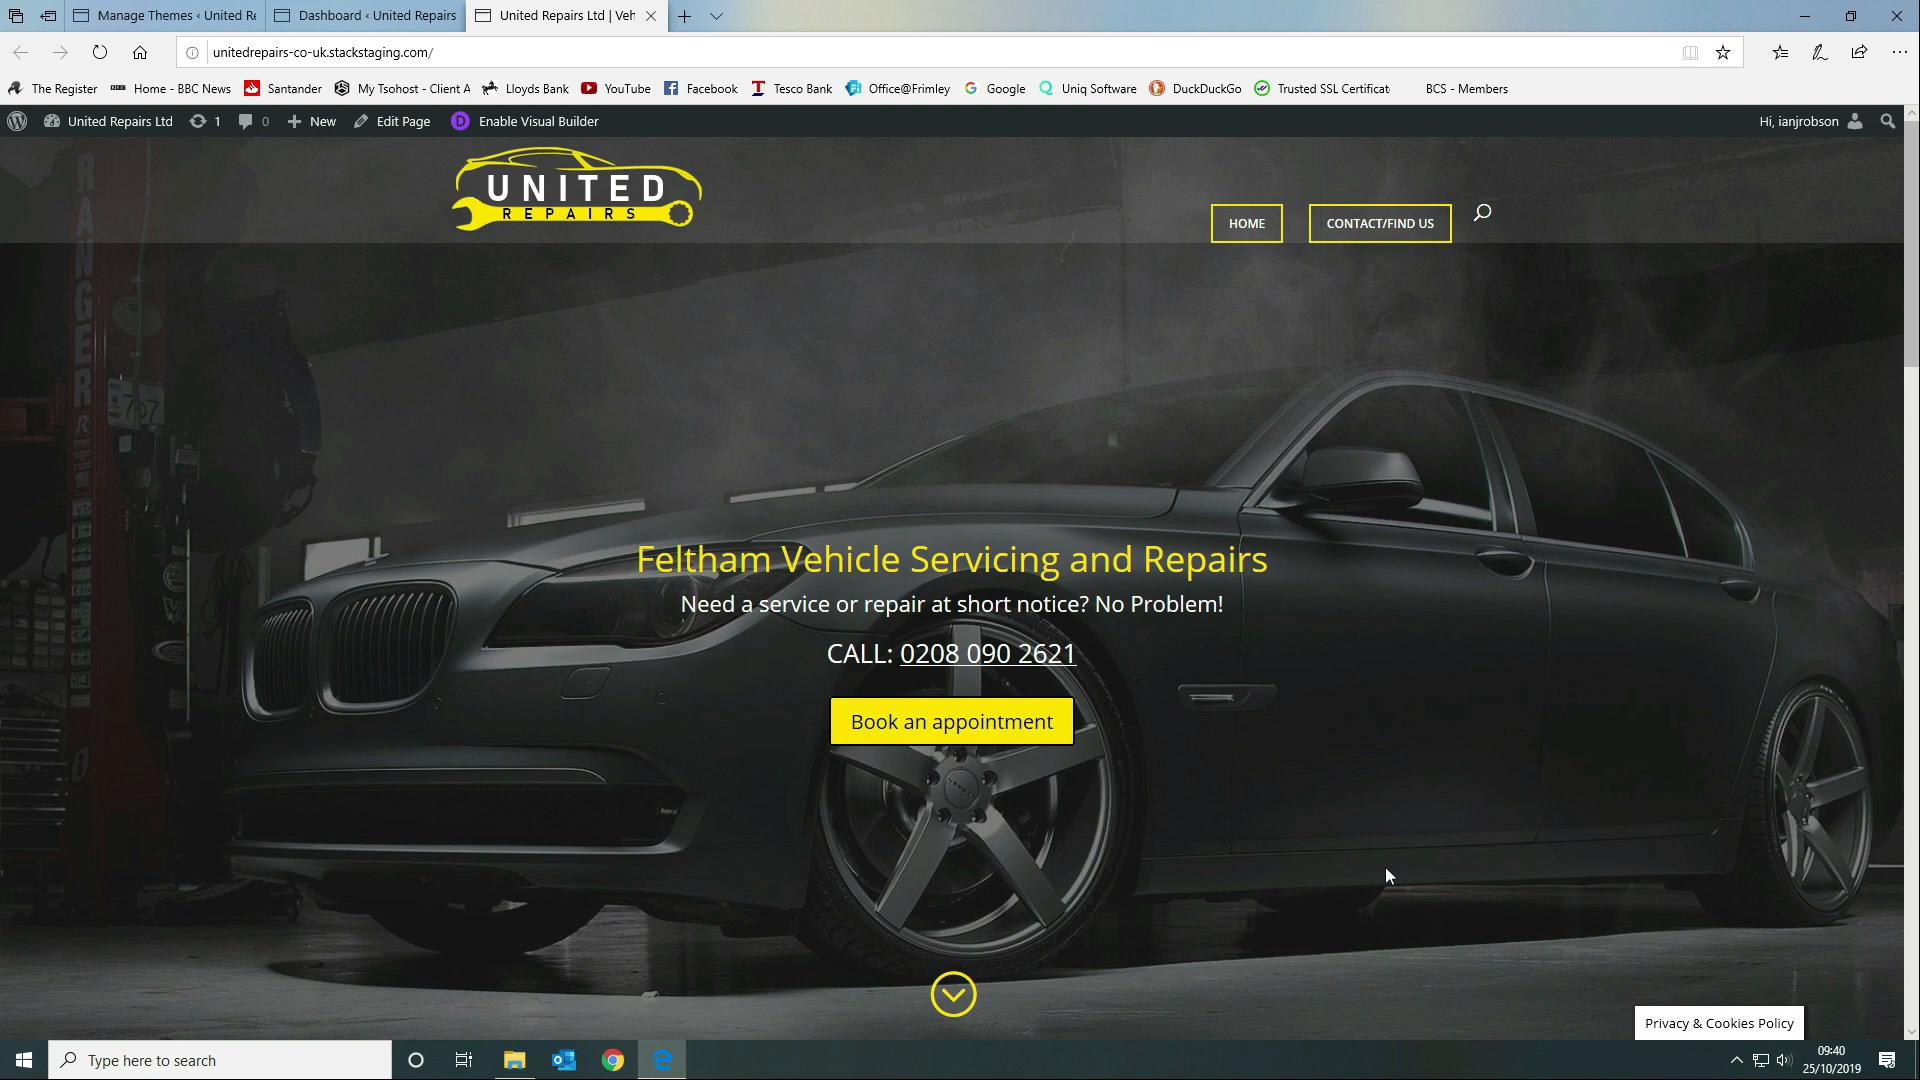 Manage Themes ‹ United Re
Dashboard ‹ United Repairs
United Repairs Ltd | Veh
unitedrepairs-co-uk.stackstaging.com/
The Register
Home - BBC News
Santander
My Tsohost - Client A
Lloyds Bank
YouTube
Facebook
Tesco Bank
Office@Frimley
Google
Uniq Software
DuckDuckGo
Trusted SSL Certificat
BCS - Members
United Repairs Ltd
1
0
New
Edit Page
D
Enable Visual Builder
Hi, ianjrobson
UNITED
REPAIRS
HOME
CONTACT/FIND US
RANGER
Feltham Vehicle Servicing and Repairs
Need a service or repair at short notice? No Problem!
CALL: 0208 090 2621
Book an appointment
Privacy & Cookies Policy
Type here to search
09:40
25/10/2019